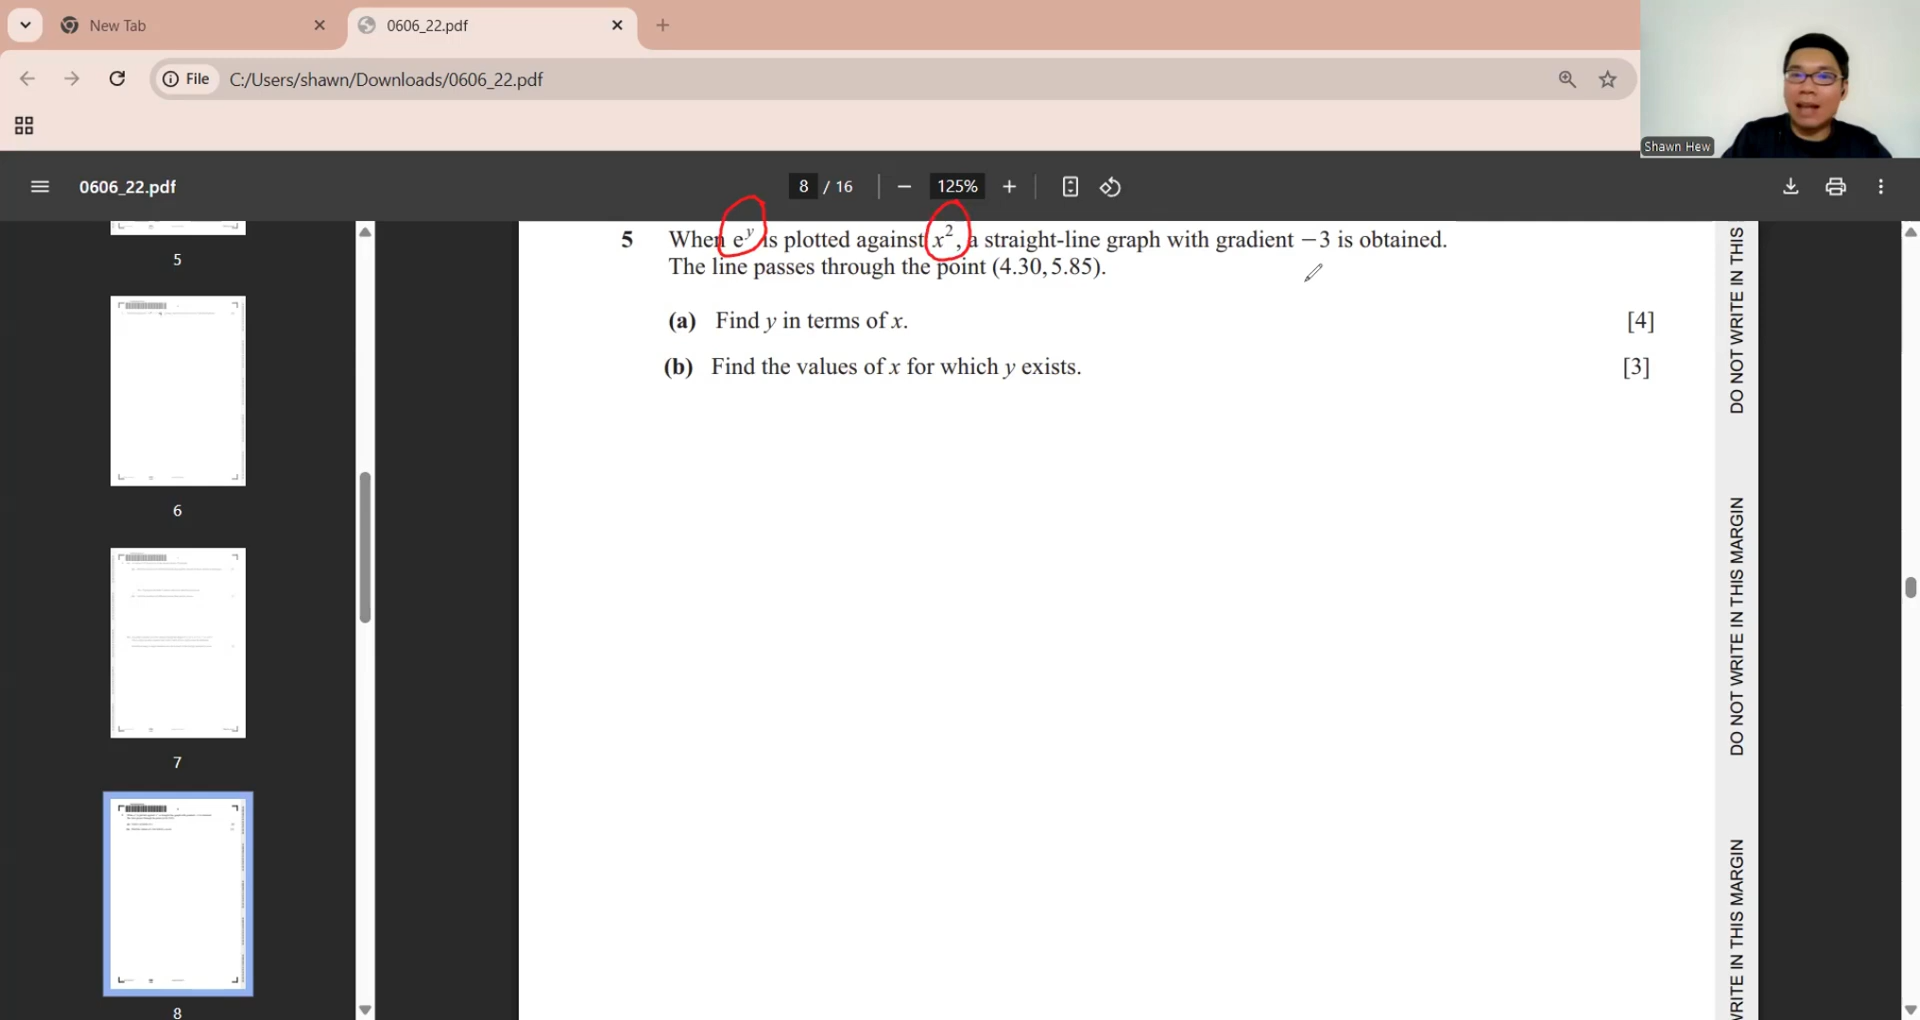 New Tab
0606_22.pdf
File C:/Users/shawn/Downloads/0606_22.pdf
Shawn Hew
0606_22.pdf
8 / 16
125%
5 When e^y is plotted against x², a straight-line graph with gradient −3 is obtained.
The line passes through the point (4.30, 5.85).
(a) Find y in terms of x. [4]
(b) Find the values of x for which y exists. [3]
5
6
7
8
DO NOT WRITE IN THIS
DO NOT WRITE IN THIS MARGIN
WRITE IN THIS MARGIN